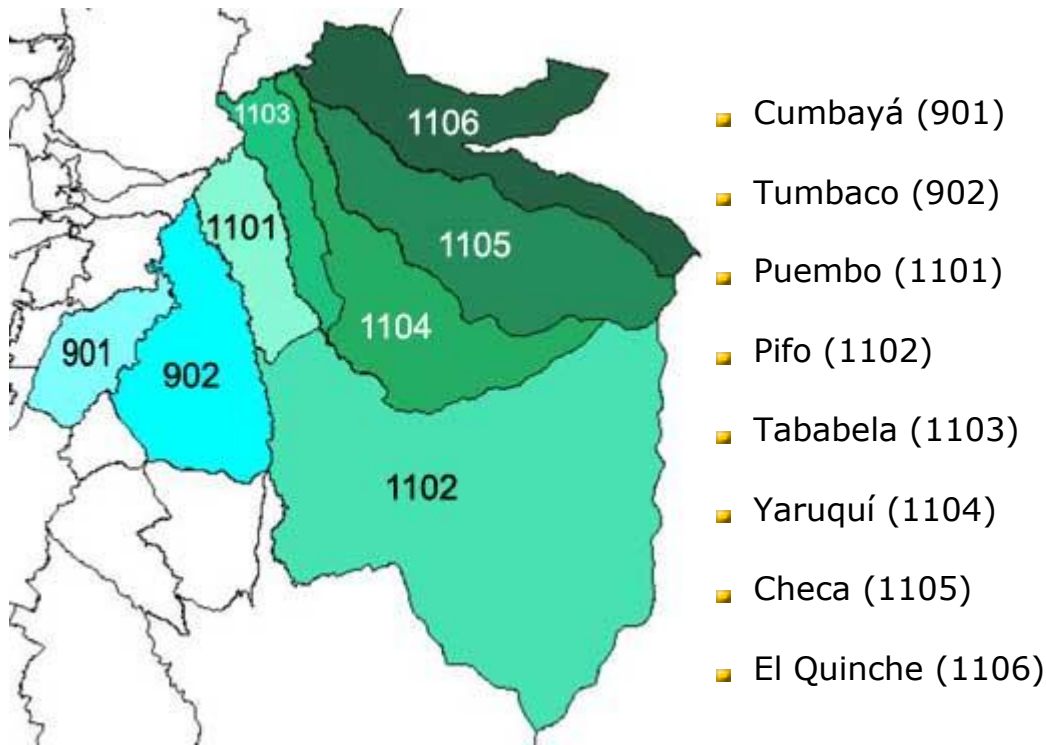 1103
1106
1101
1105
1104
901
902
1102
Cumbayá (901)
Tumbaco (902)
Puembo (1101)
Pifo (1102)
Tababela (1103)
Yaruquí (1104)
Checa (1105)
El Quinche (1106)